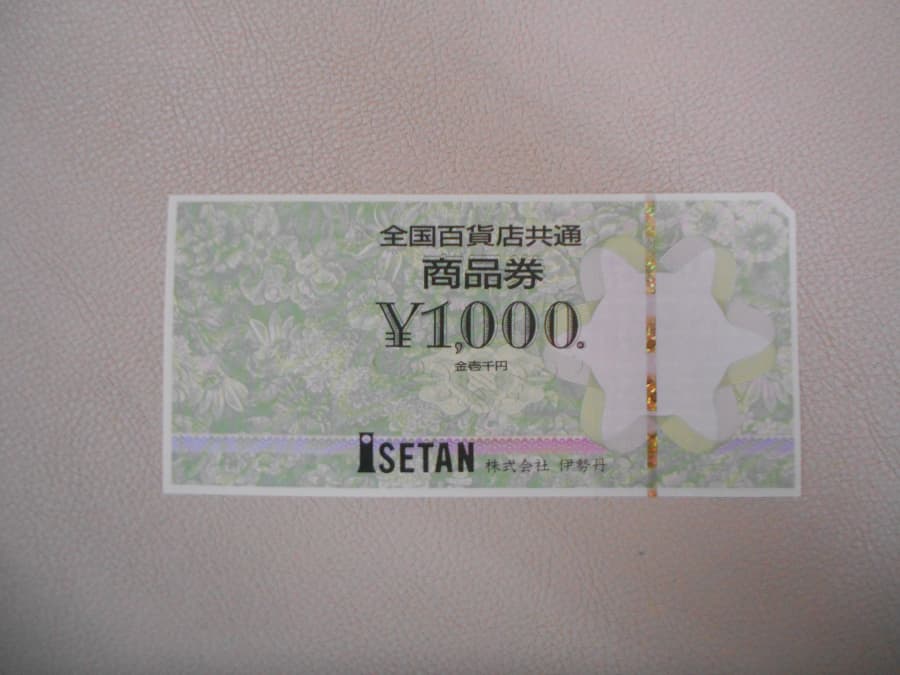 全国百貨店共通
商品券
¥1,000.
金壱千円
ISETAN 株式会社 伊勢丹